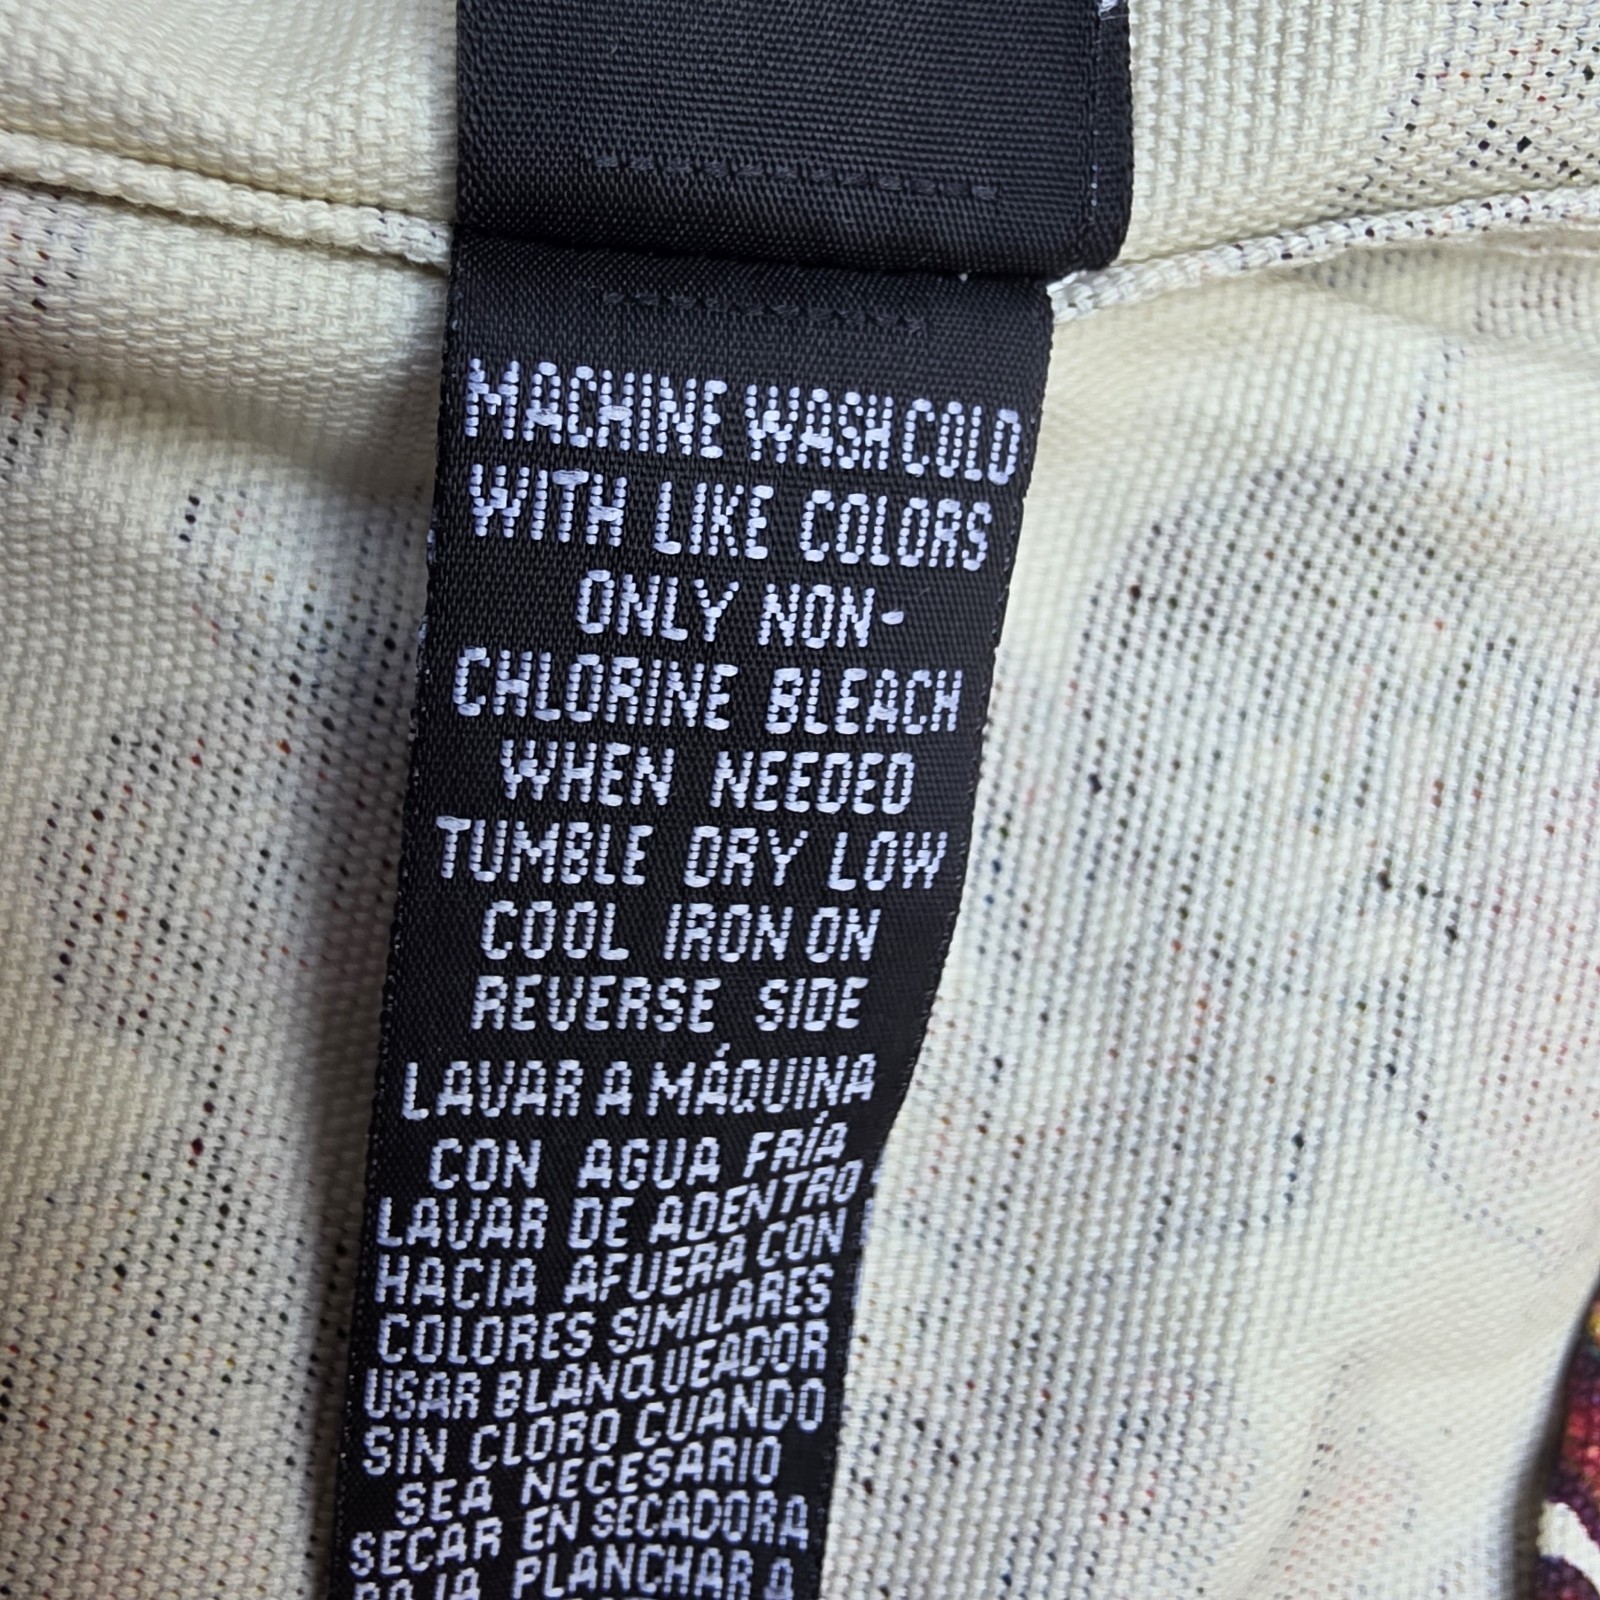 MACHINE WASH COLD
WITH LIKE COLORS
ONLY NON-
CHLORINE BLEACH
WHEN NEEDED
TUMBLE DRY LOW
COOL IRON ON
REVERSE SIDE
LAVAR A MÁQUINA
CON AGUA FRÍA
LAVAR DE ADENTRO
HACIA AFUERA CON
COLORES SIMILARES
USAR BLANQUEADOR
SIN CLORO CUANDO
SEA NECESARIO
SECAR EN SECADORA
BAJA PLANCHAR A